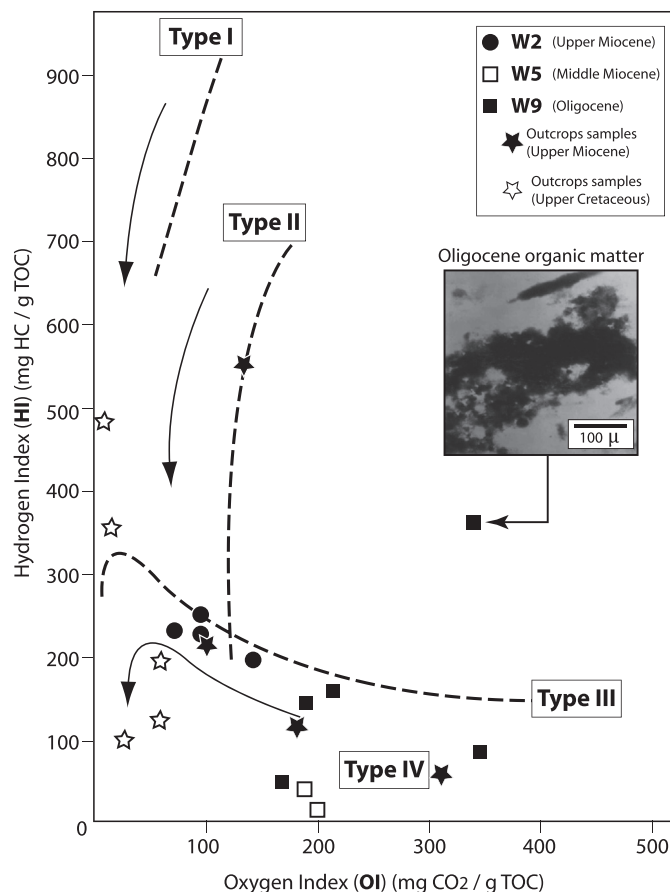 Type I
W2 (Upper Miocene)
W5 (Middle Miocene)
W9 (Oligocene)
Outcrops samples
(Upper Miocene)
Outcrops samples
(Upper Cretaceous)
Type II
Oligocene organic matter
100 µ
Type III
Type IV
Hydrogen Index (HI) (mg HC / g TOC)
900
800
700
600
500
400
300
200
100
0
100
200
300
400
500
Oxygen Index (OI) (mg CO2 / g TOC)